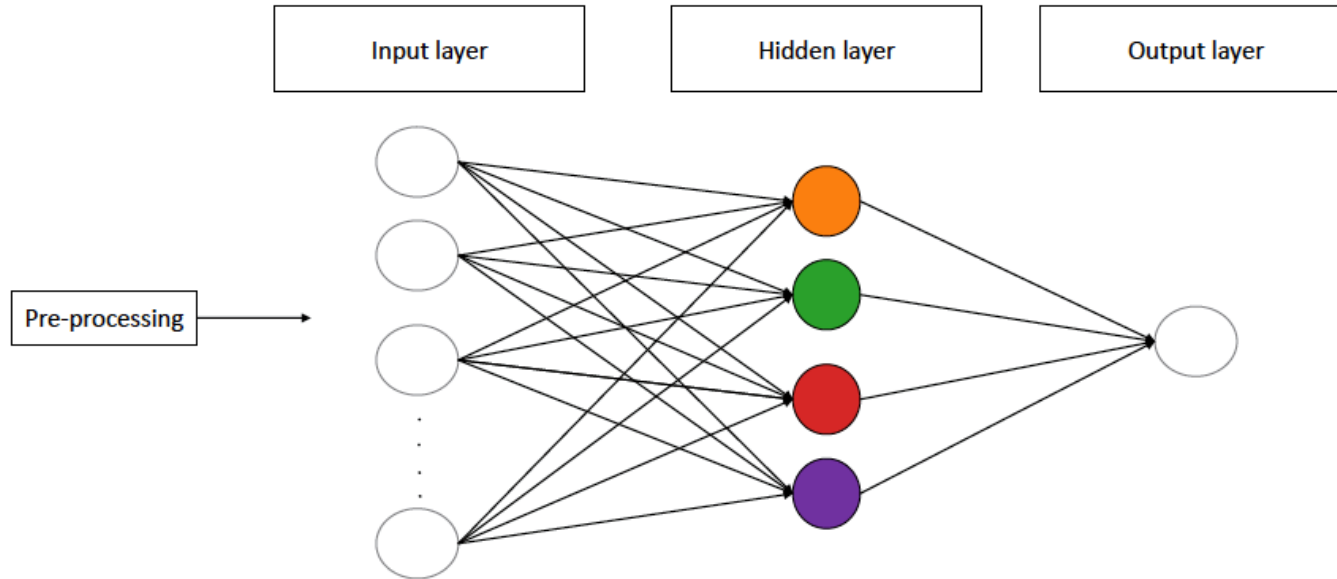 Input layer
Hidden layer
Output layer
Pre-processing